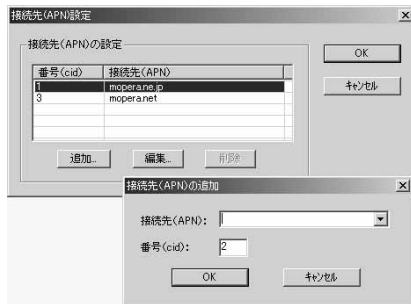 接続先(APN)設定
接続先(APN)の設定
OK
番号(cid) 接続先(APN)
1 mopera.ne.jp
キャンセル
3 mopera.net
追加... 編集... 削除
接続先(APN)の追加
接続先(APN):
番号(cid): 2
OK キャンセル